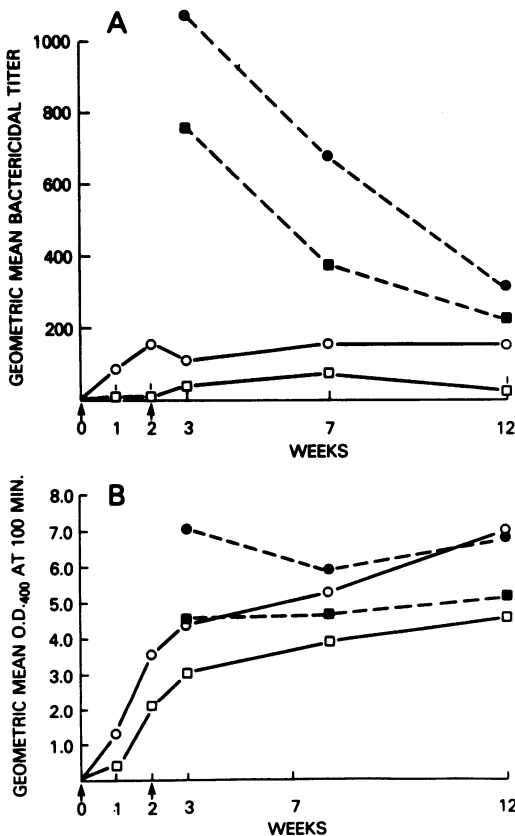 A
GEOMETRIC MEAN BACTERICIDAL TITER
1000
800
600
400
200
0 1 2 3 7 12
WEEKS
B
GEOMETRIC MEAN O.D.400 AT 100 MIN.
8.0
7.0
6.0
5.0
4.0
3.0
2.0
1.0
0 1 2 3 7 12
WEEKS